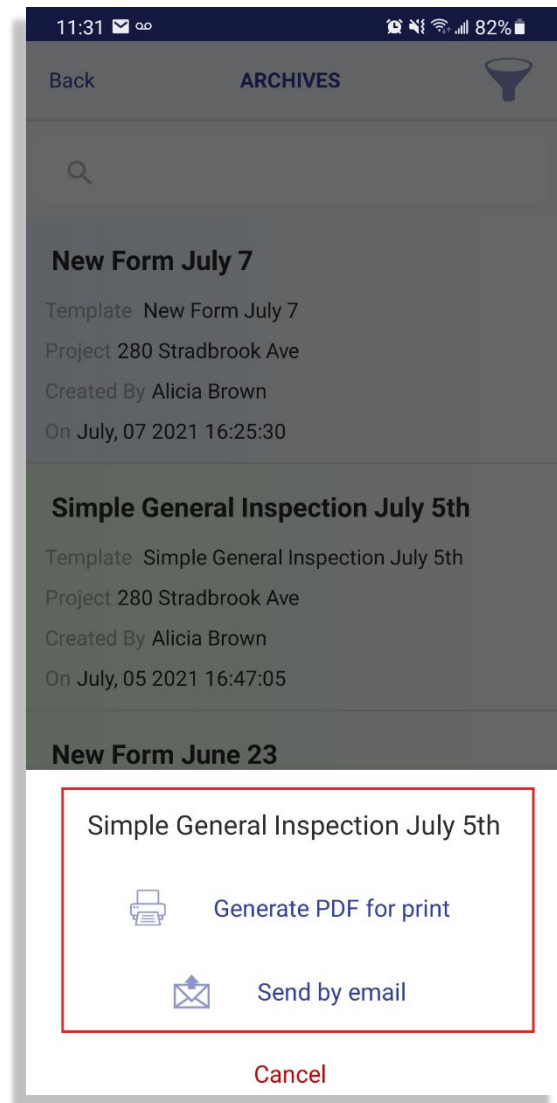 11:31 82%
Back ARCHIVES
New Form July 7
Template New Form July 7
Project 280 Stradbrook Ave
Created By Alicia Brown
On July, 07 2021 16:25:30
Simple General Inspection July 5th
Template Simple General Inspection July 5th
Project 280 Stradbrook Ave
Created By Alicia Brown
On July, 05 2021 16:47:05
New Form June 23
Simple General Inspection July 5th
Generate PDF for print
Send by email
Cancel